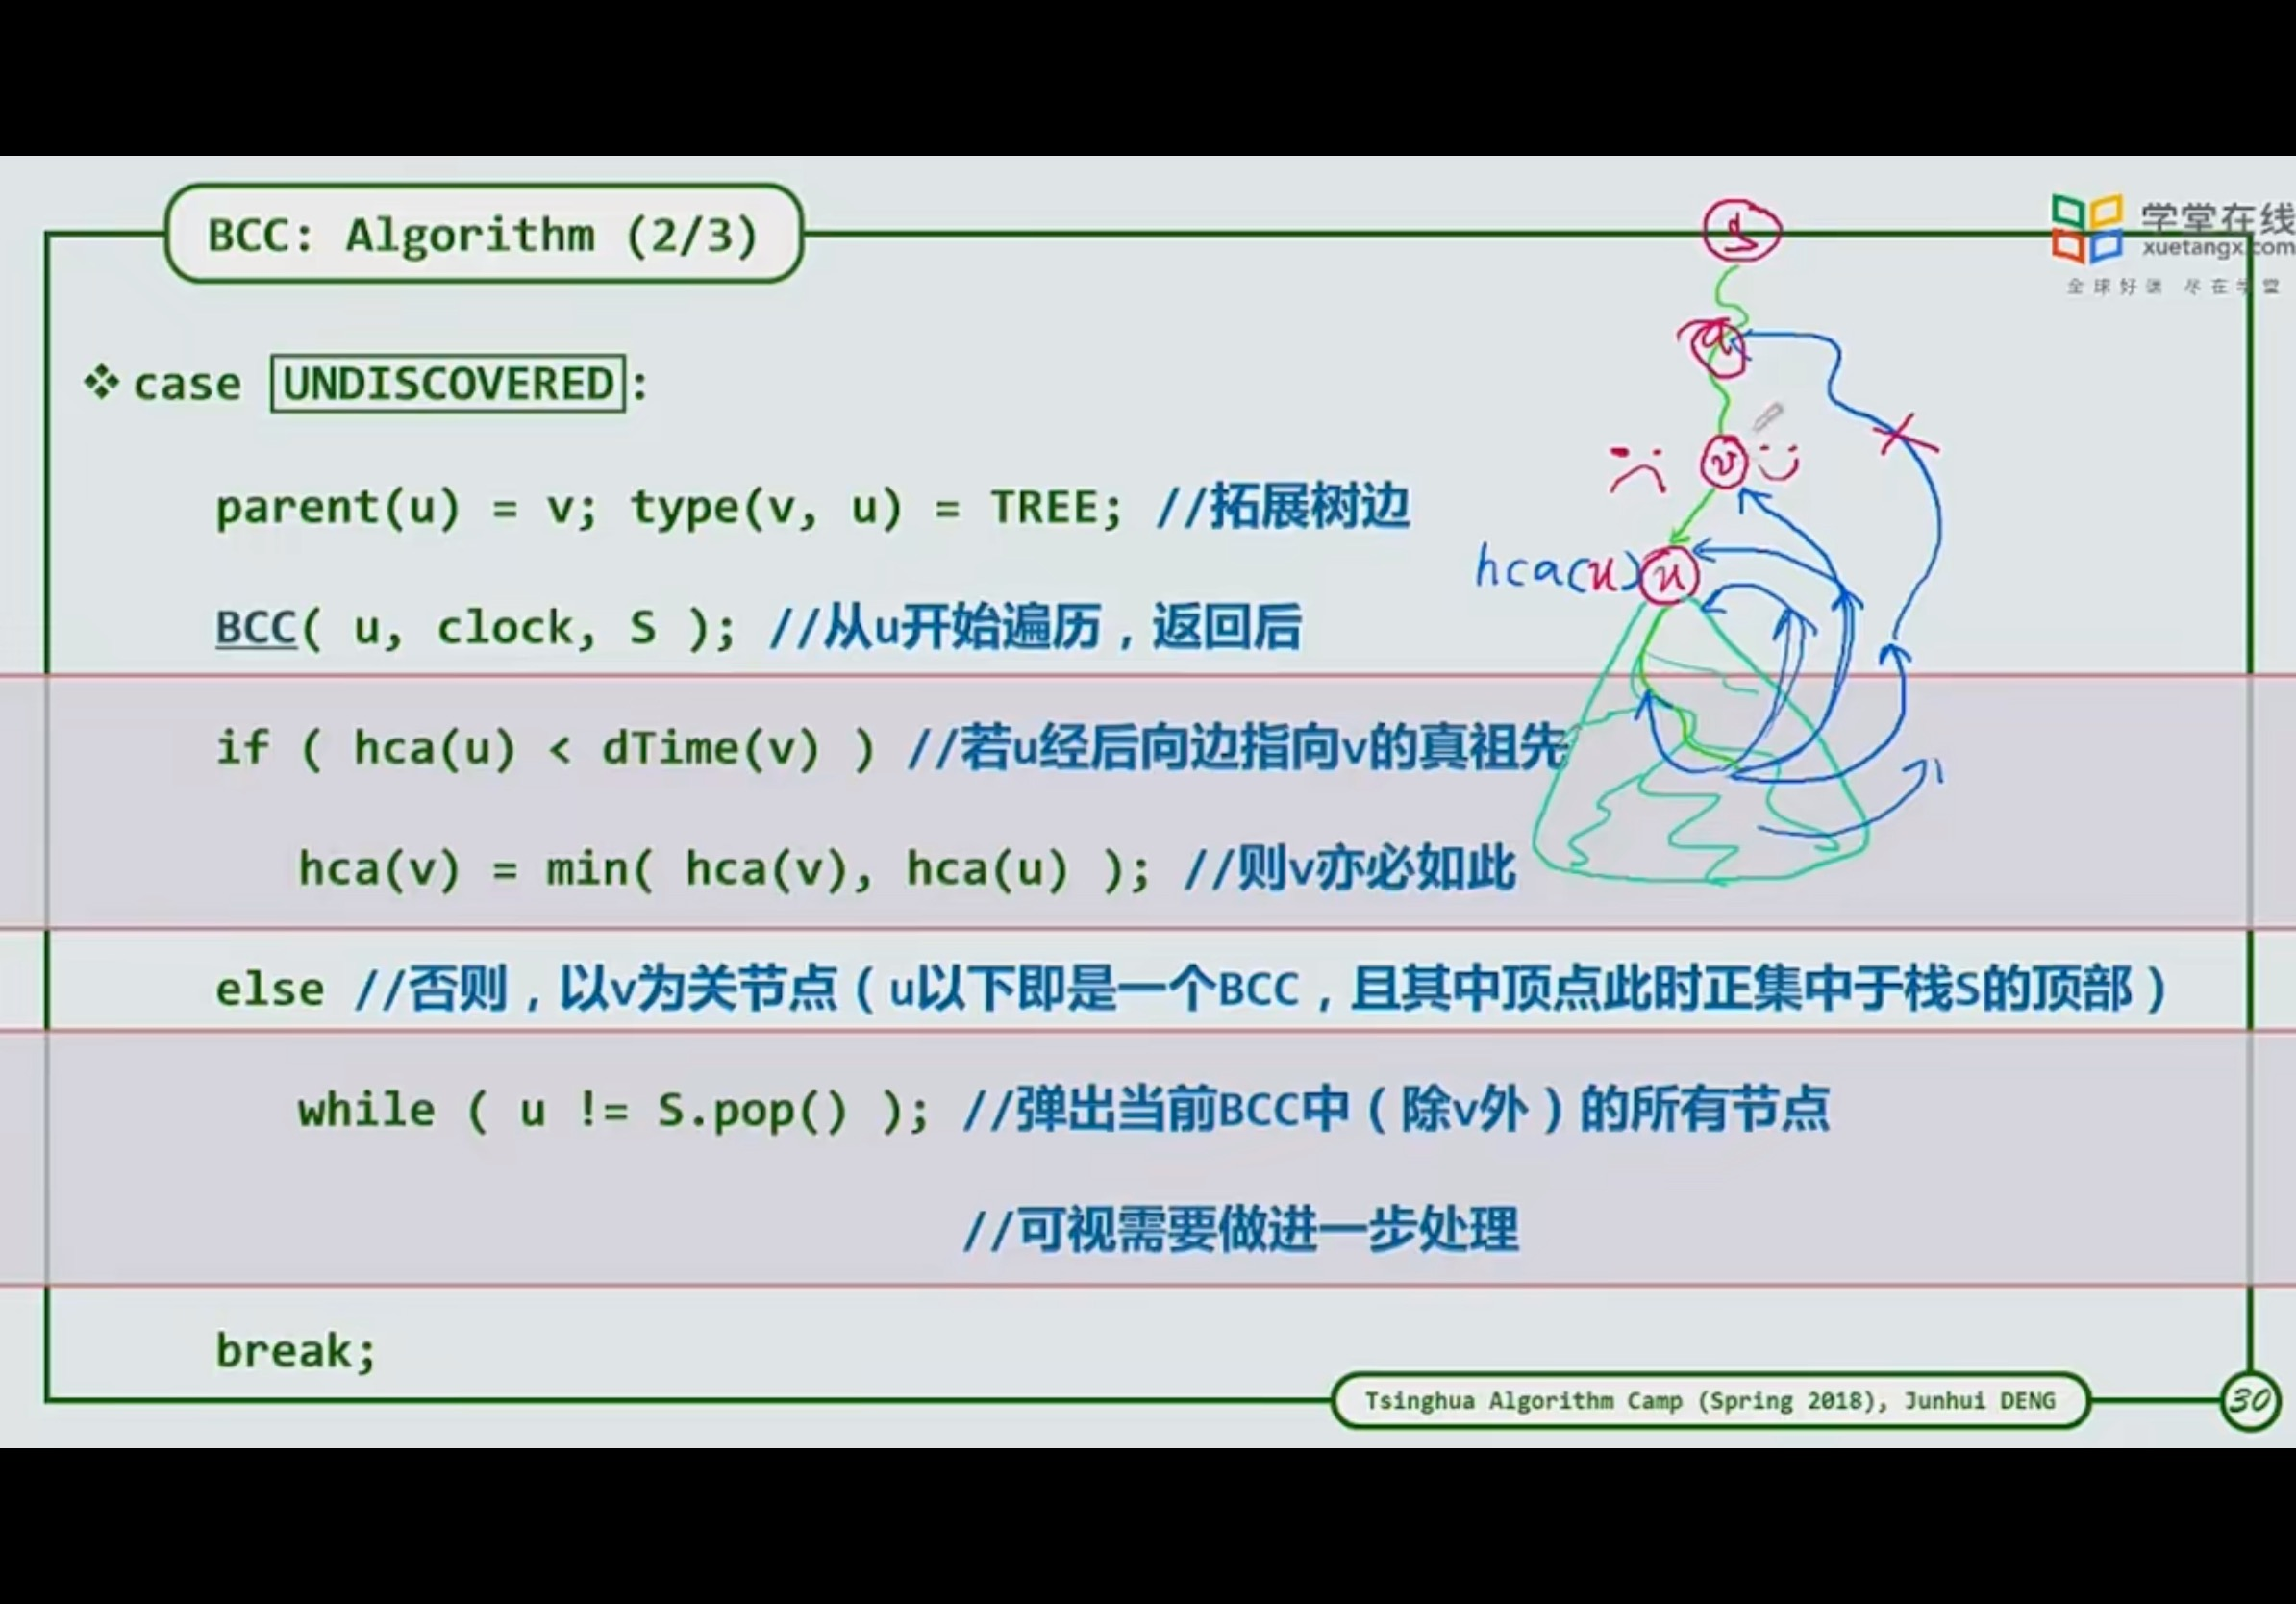 BCC: Algorithm (2/3)
学堂在线
xuetangx.com
全球好课 尽在学堂
❖ case UNDISCOVERED:
a
v
parent(u) = v; type(v, u) = TREE; //拓展树边
hca(u) u
BCC( u, clock, S ); //从u开始遍历，返回后
if ( hca(u) < dTime(v) ) //若u经后向边指向v的真祖先
hca(v) = min( hca(v), hca(u) ); //则v亦必如此
else //否则，以v为关节点（u以下即是一个BCC，且其中顶点此时正集中于栈S的顶部）
while ( u != S.pop() ); //弹出当前BCC中（除v外）的所有节点
//可视需要做进一步处理
break;
Tsinghua Algorithm Camp (Spring 2018), Junhui DENG
30